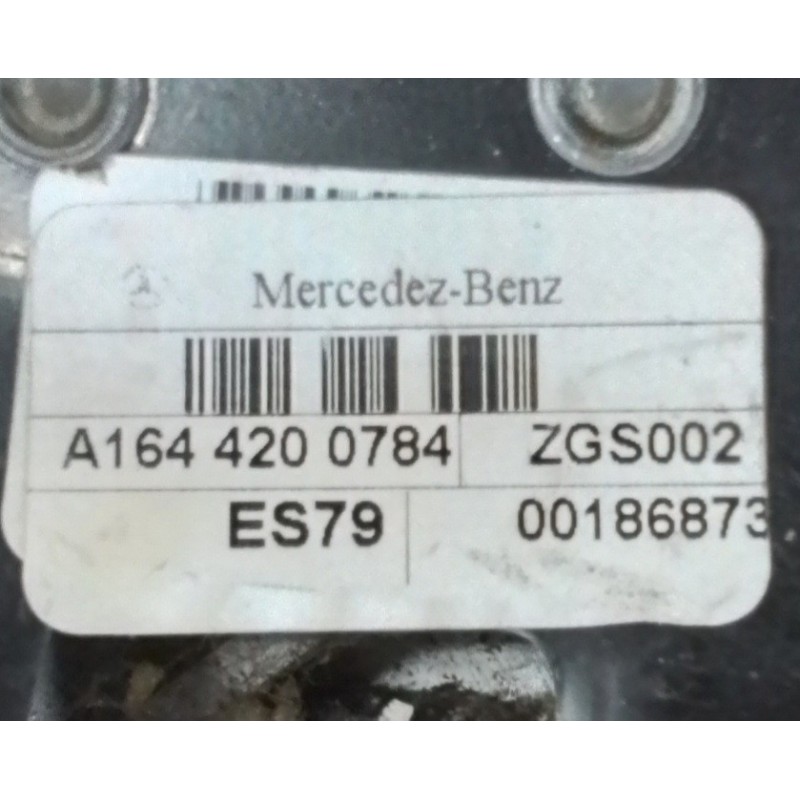 Mercedez-Benz
A164 420 0784 ZGS002
ES79 00186873